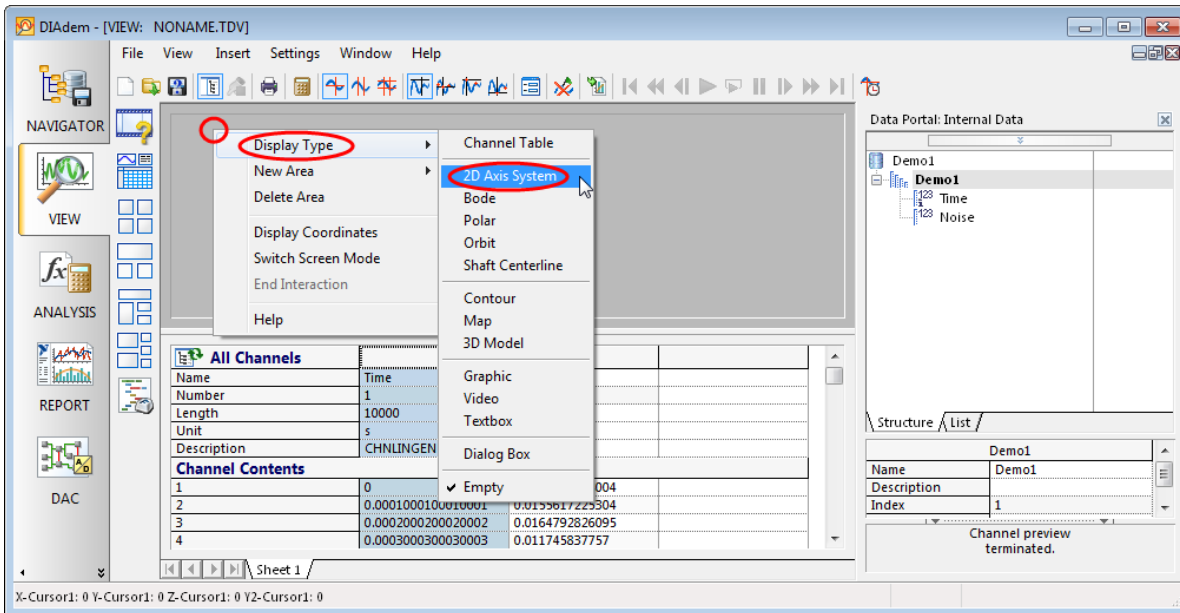 DIAdem - [VIEW: NONAME.TDV]
File View Insert Settings Window Help
NAVIGATOR
VIEW
ANALYSIS
REPORT
DAC
Display Type
New Area
Delete Area
Display Coordinates
Switch Screen Mode
End Interaction
Help
Channel Table
2D Axis System
Bode
Polar
Orbit
Shaft Centerline
Contour
Map
3D Model
Graphic
Video
Textbox
Dialog Box
Empty
All Channels
Name Time
Number 1
Length 10000
Unit s
Description CHNLINGEN
Channel Contents
1 0 004
2 0.0001000100010001 0.0155617225304
3 0.0002000200020002 0.0164792826095
4 0.0003000300030003 0.011745837757
Sheet 1
Data Portal: Internal Data
Demo1
Demo1
Time
Noise
Structure List
Demo1
Name Demo1
Description
Index 1
Channel preview
terminated.
X-Cursor1: 0 Y-Cursor1: 0 Z-Cursor1: 0 Y2-Cursor1: 0